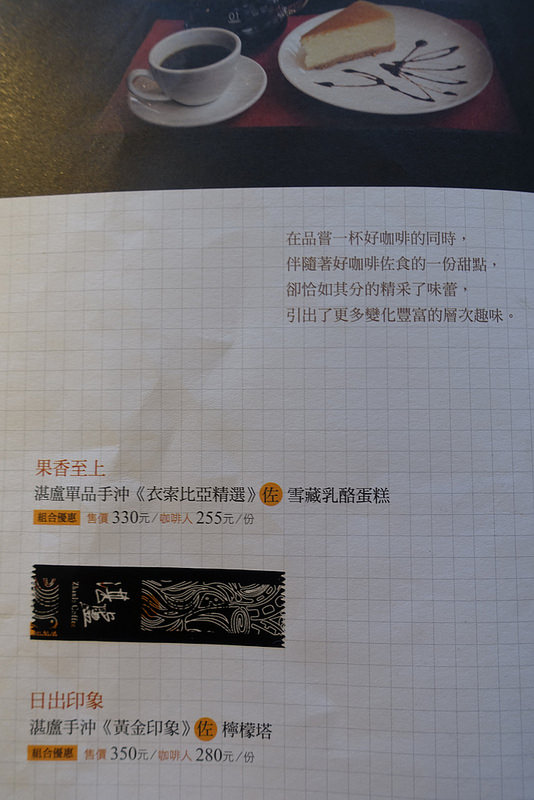 在品嘗一杯好咖啡的同時，
伴隨著好咖啡佐食的一份甜點，
卻恰如其分的精采了味蕾，
引出了更多變化豐富的層次趣味。
果香至上
湛盧單品手沖《衣索比亞精選》佐 雪藏乳酪蛋糕
組合優惠 售價 330元/咖啡人 255元/份
湛盧
Zhanlu Coffee
日出印象
湛盧手沖《黃金印象》佐 檸檬塔
組合優惠 售價 350元/咖啡人 280元/份